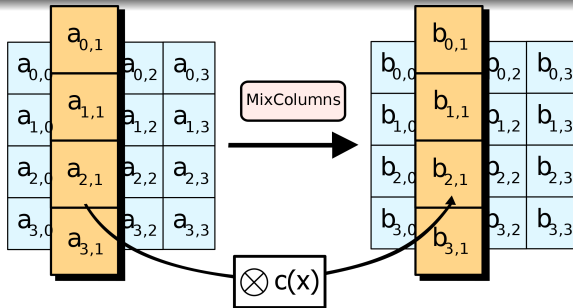 a0,1 b0,1
a0,0 a0,2 a0,3 b0,0 b0,2 b0,3
MixColumns
a1,1 b1,1
a1,0 a1,2 a1,3 b1,0 b1,2 b1,3
a2,1 b2,1
a2,0 a2,2 a2,3 b2,0 b2,2 b2,3
a3,0 a3,2 a3,3 b3,0 b3,2 b3,3
a3,1 b3,1
⊗ c(x)